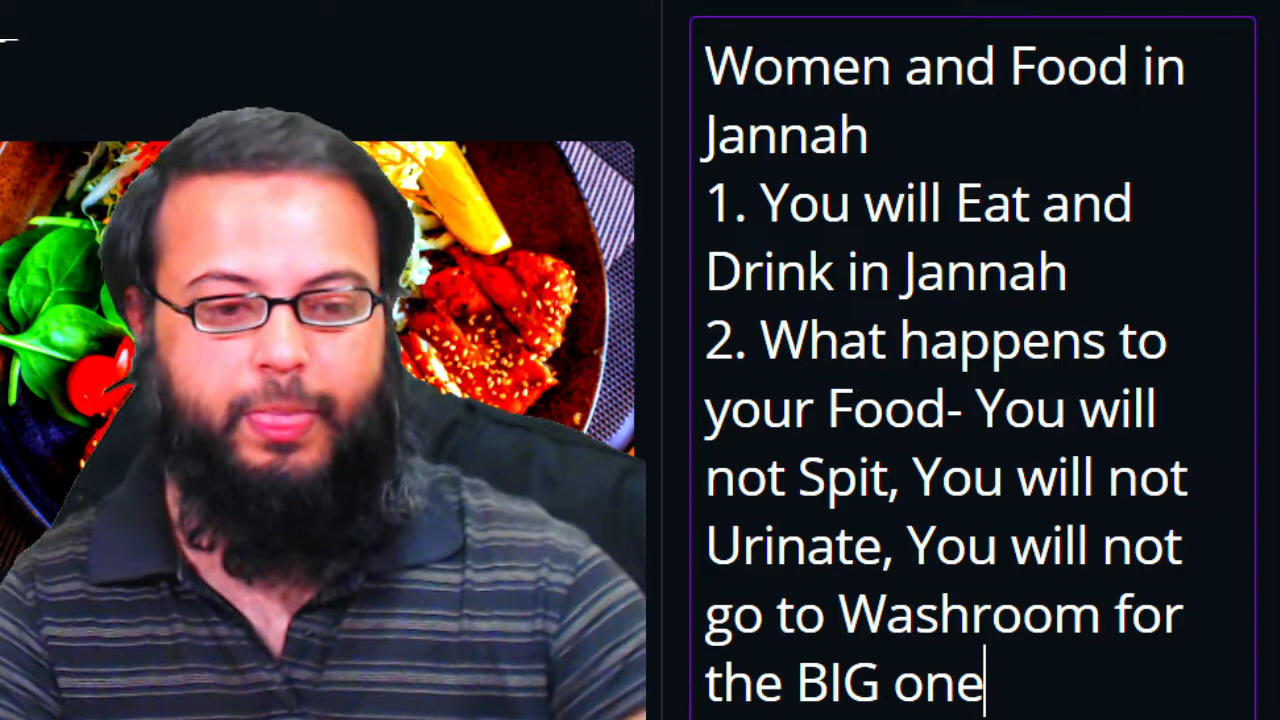 Women and Food in
Jannah
1. You will Eat and
Drink in Jannah
2. What happens to
your Food- You will
not Spit, You will not
Urinate, You will not
go to Washroom for
the BIG one